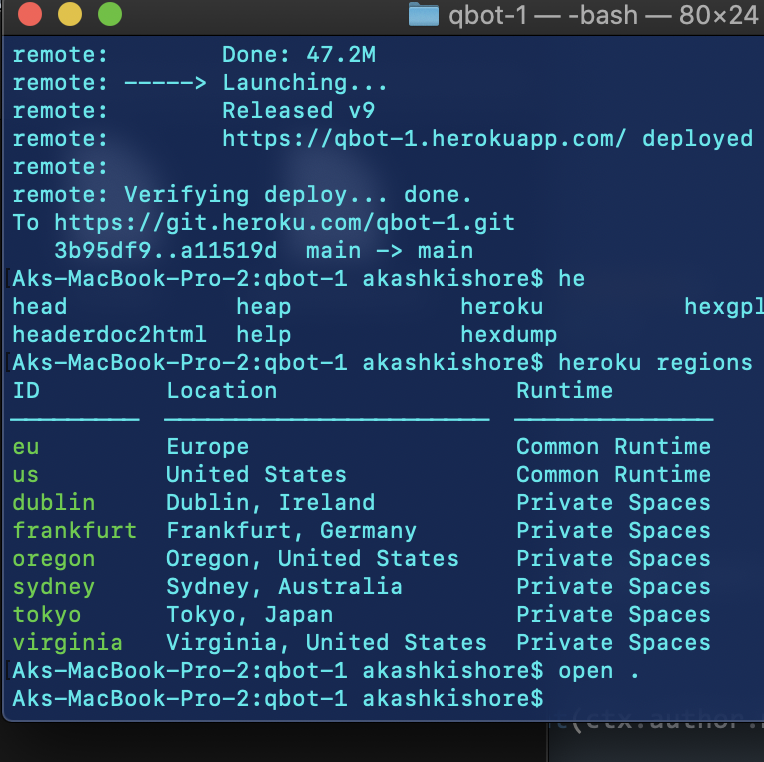 qbot-1 — -bash — 80×24
remote:        Done: 47.2M
remote: -----> Launching...
remote:        Released v9
remote:        https://qbot-1.herokuapp.com/ deployed
remote:
remote: Verifying deploy... done.
To https://git.heroku.com/qbot-1.git
   3b95df9..a11519d  main -> main
[Aks-MacBook-Pro-2:qbot-1 akashkishore$ he
head            heap            heroku          hexgpl
headerdoc2html  help            hexdump
[Aks-MacBook-Pro-2:qbot-1 akashkishore$ heroku regions
ID         Location                 Runtime
eu         Europe                   Common Runtime
us         United States            Common Runtime
dublin     Dublin, Ireland          Private Spaces
frankfurt  Frankfurt, Germany       Private Spaces
oregon     Oregon, United States    Private Spaces
sydney     Sydney, Australia        Private Spaces
tokyo      Tokyo, Japan             Private Spaces
virginia   Virginia, United States  Private Spaces
[Aks-MacBook-Pro-2:qbot-1 akashkishore$ open .
Aks-MacBook-Pro-2:qbot-1 akashkishore$
(ctx.author.